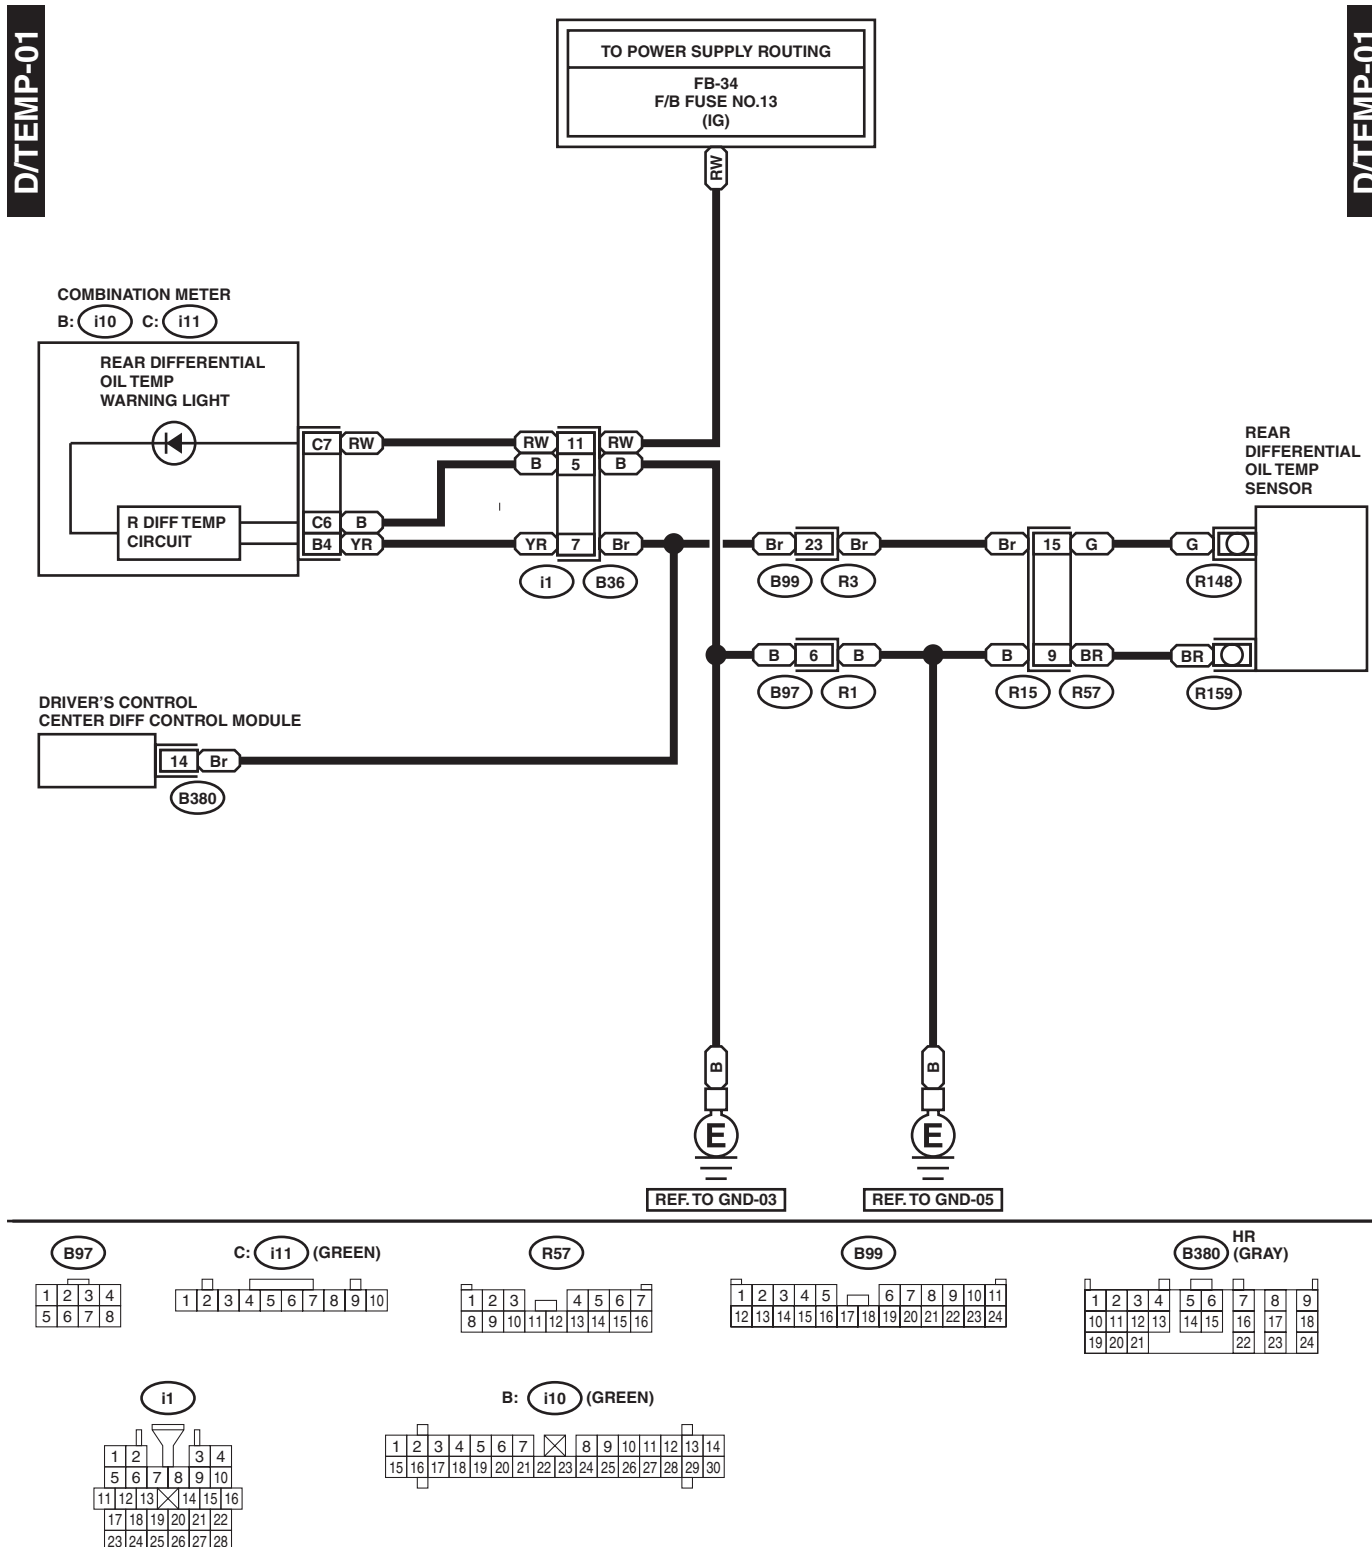 D/TEMP-01
D/TEMP-01
TO POWER SUPPLY ROUTING
FB-34
F/B FUSE NO.13
(IG)
RW
COMBINATION METER
B: i10 C: i11
REAR DIFFERENTIAL
OIL TEMP
WARNING LIGHT
R DIFF TEMP
CIRCUIT
C7 RW
RW 11 RW
B 5 B
C6 B
B4 YR
YR 7 Br
i1 B36
Br 23 Br
B99 R3
Br 15 G
G
R148
REAR
DIFFERENTIAL
OIL TEMP
SENSOR
B 6 B
B97 R1
B 9 BR
R15 R57
BR
R159
DRIVER'S CONTROL
CENTER DIFF CONTROL MODULE
14 Br
B380
B
B
E
E
REF. TO GND-03
REF. TO GND-05
B97
1 2 3 4
5 6 7 8
C: i11 (GREEN)
1 2 3 4 5 6 7 8 9 10
R57
1 2 3 4 5 6 7
8 9 10 11 12 13 14 15 16
B99
1 2 3 4 5 6 7 8 9 10 11
12 13 14 15 16 17 18 19 20 21 22 23 24
B380 HR
(GRAY)
1 2 3 4 5 6 7 8 9
10 11 12 13 14 15 16 17 18
19 20 21 22 23 24
i1
1 2 3 4
5 6 7 8 9 10
11 12 13 14 15 16
17 18 19 20 21 22
23 24 25 26 27 28
B: i10 (GREEN)
1 2 3 4 5 6 7 8 9 10 11 12 13 14
15 16 17 18 19 20 21 22 23 24 25 26 27 28 29 30